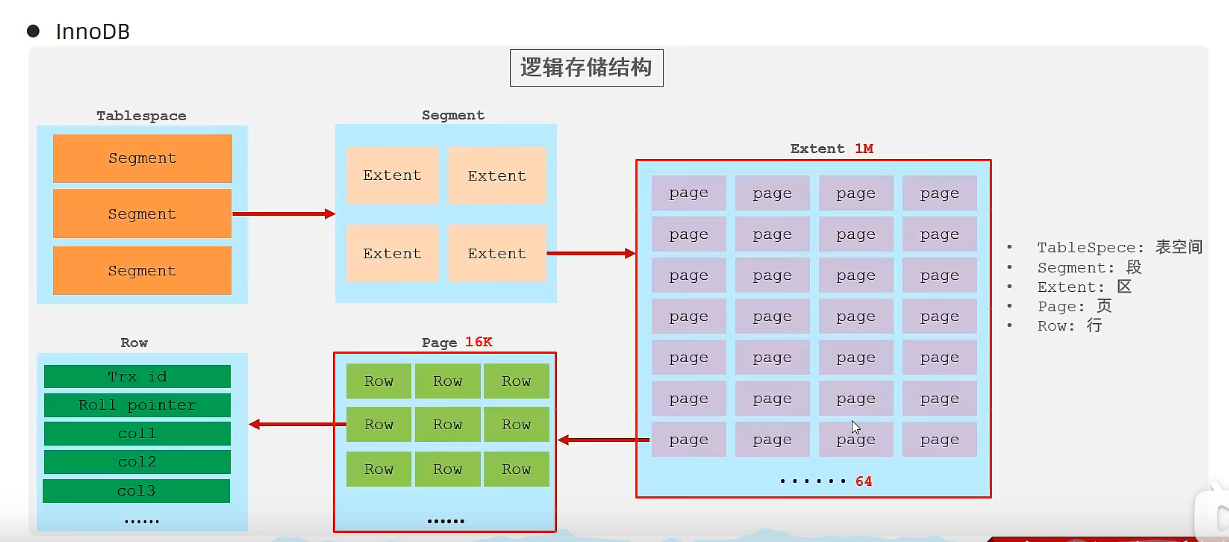 ● InnoDB
逻辑存储结构
Tablespace
Segment
Segment
Segment
Segment
Extent Extent
Extent Extent
Extent 1M
page page page page
page page page page
page page page page
page page page page
page page page page
page page page page
page page page page
······ 64
• TableSpece: 表空间
• Segment: 段
• Extent: 区
• Page: 页
• Row: 行
Row
Trx id
Roll pointer
col1
col2
col3
······
Page 16K
Row Row Row
Row Row Row
Row Row Row
······